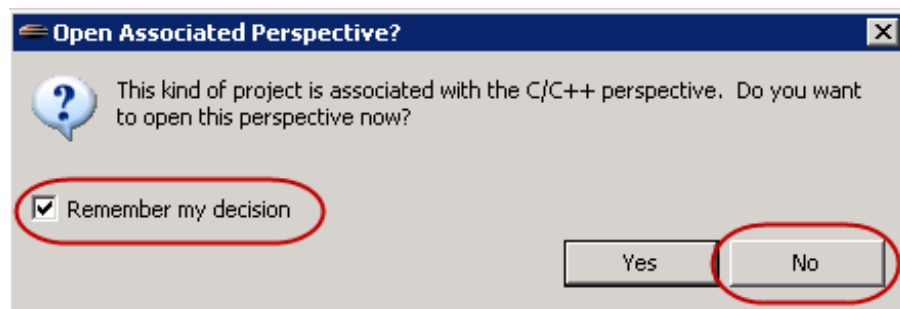 Open Associated Perspective?
This kind of project is associated with the C/C++ perspective. Do you want
to open this perspective now?
Remember my decision
Yes No